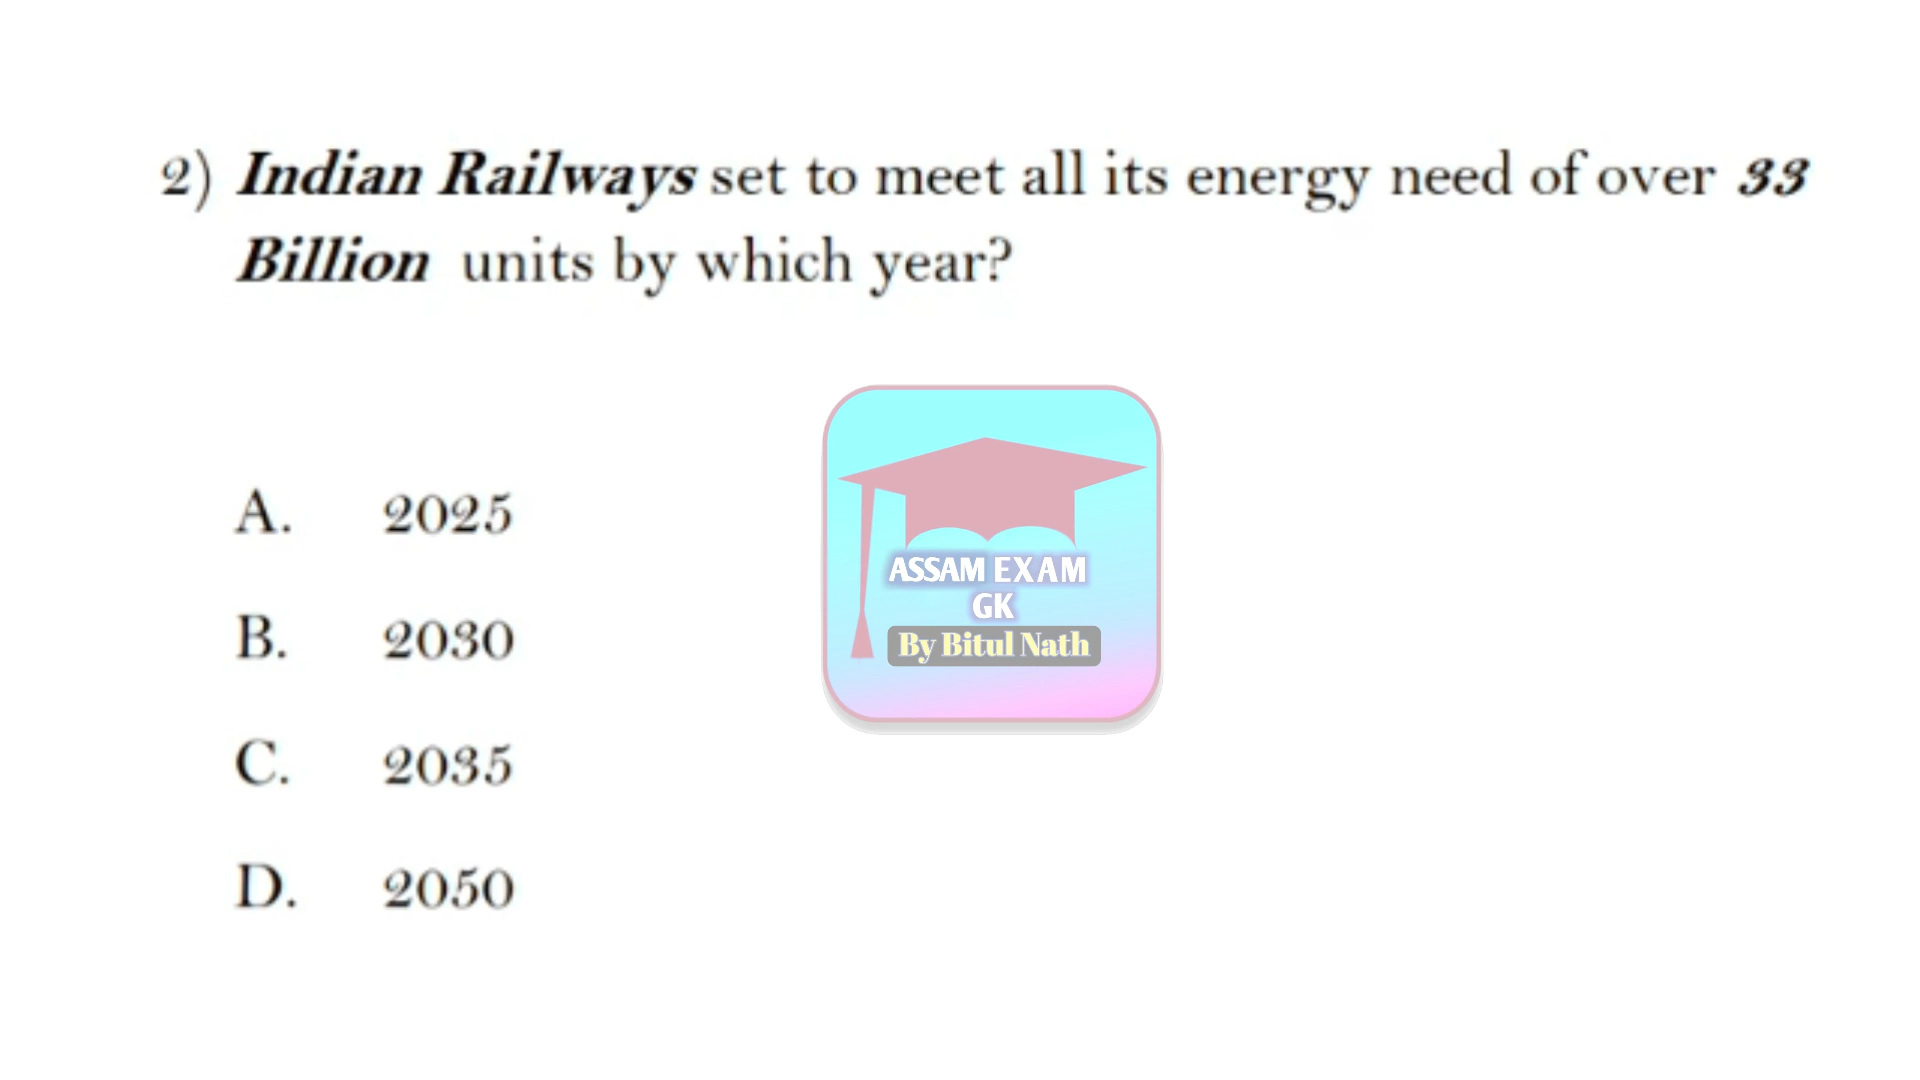 2) Indian Railways set to meet all its energy need of over 33
Billion units by which year?
A. 2025
ASSAM EXAM
GK
B. 2030
By Bitul Nath
C. 2035
D. 2050